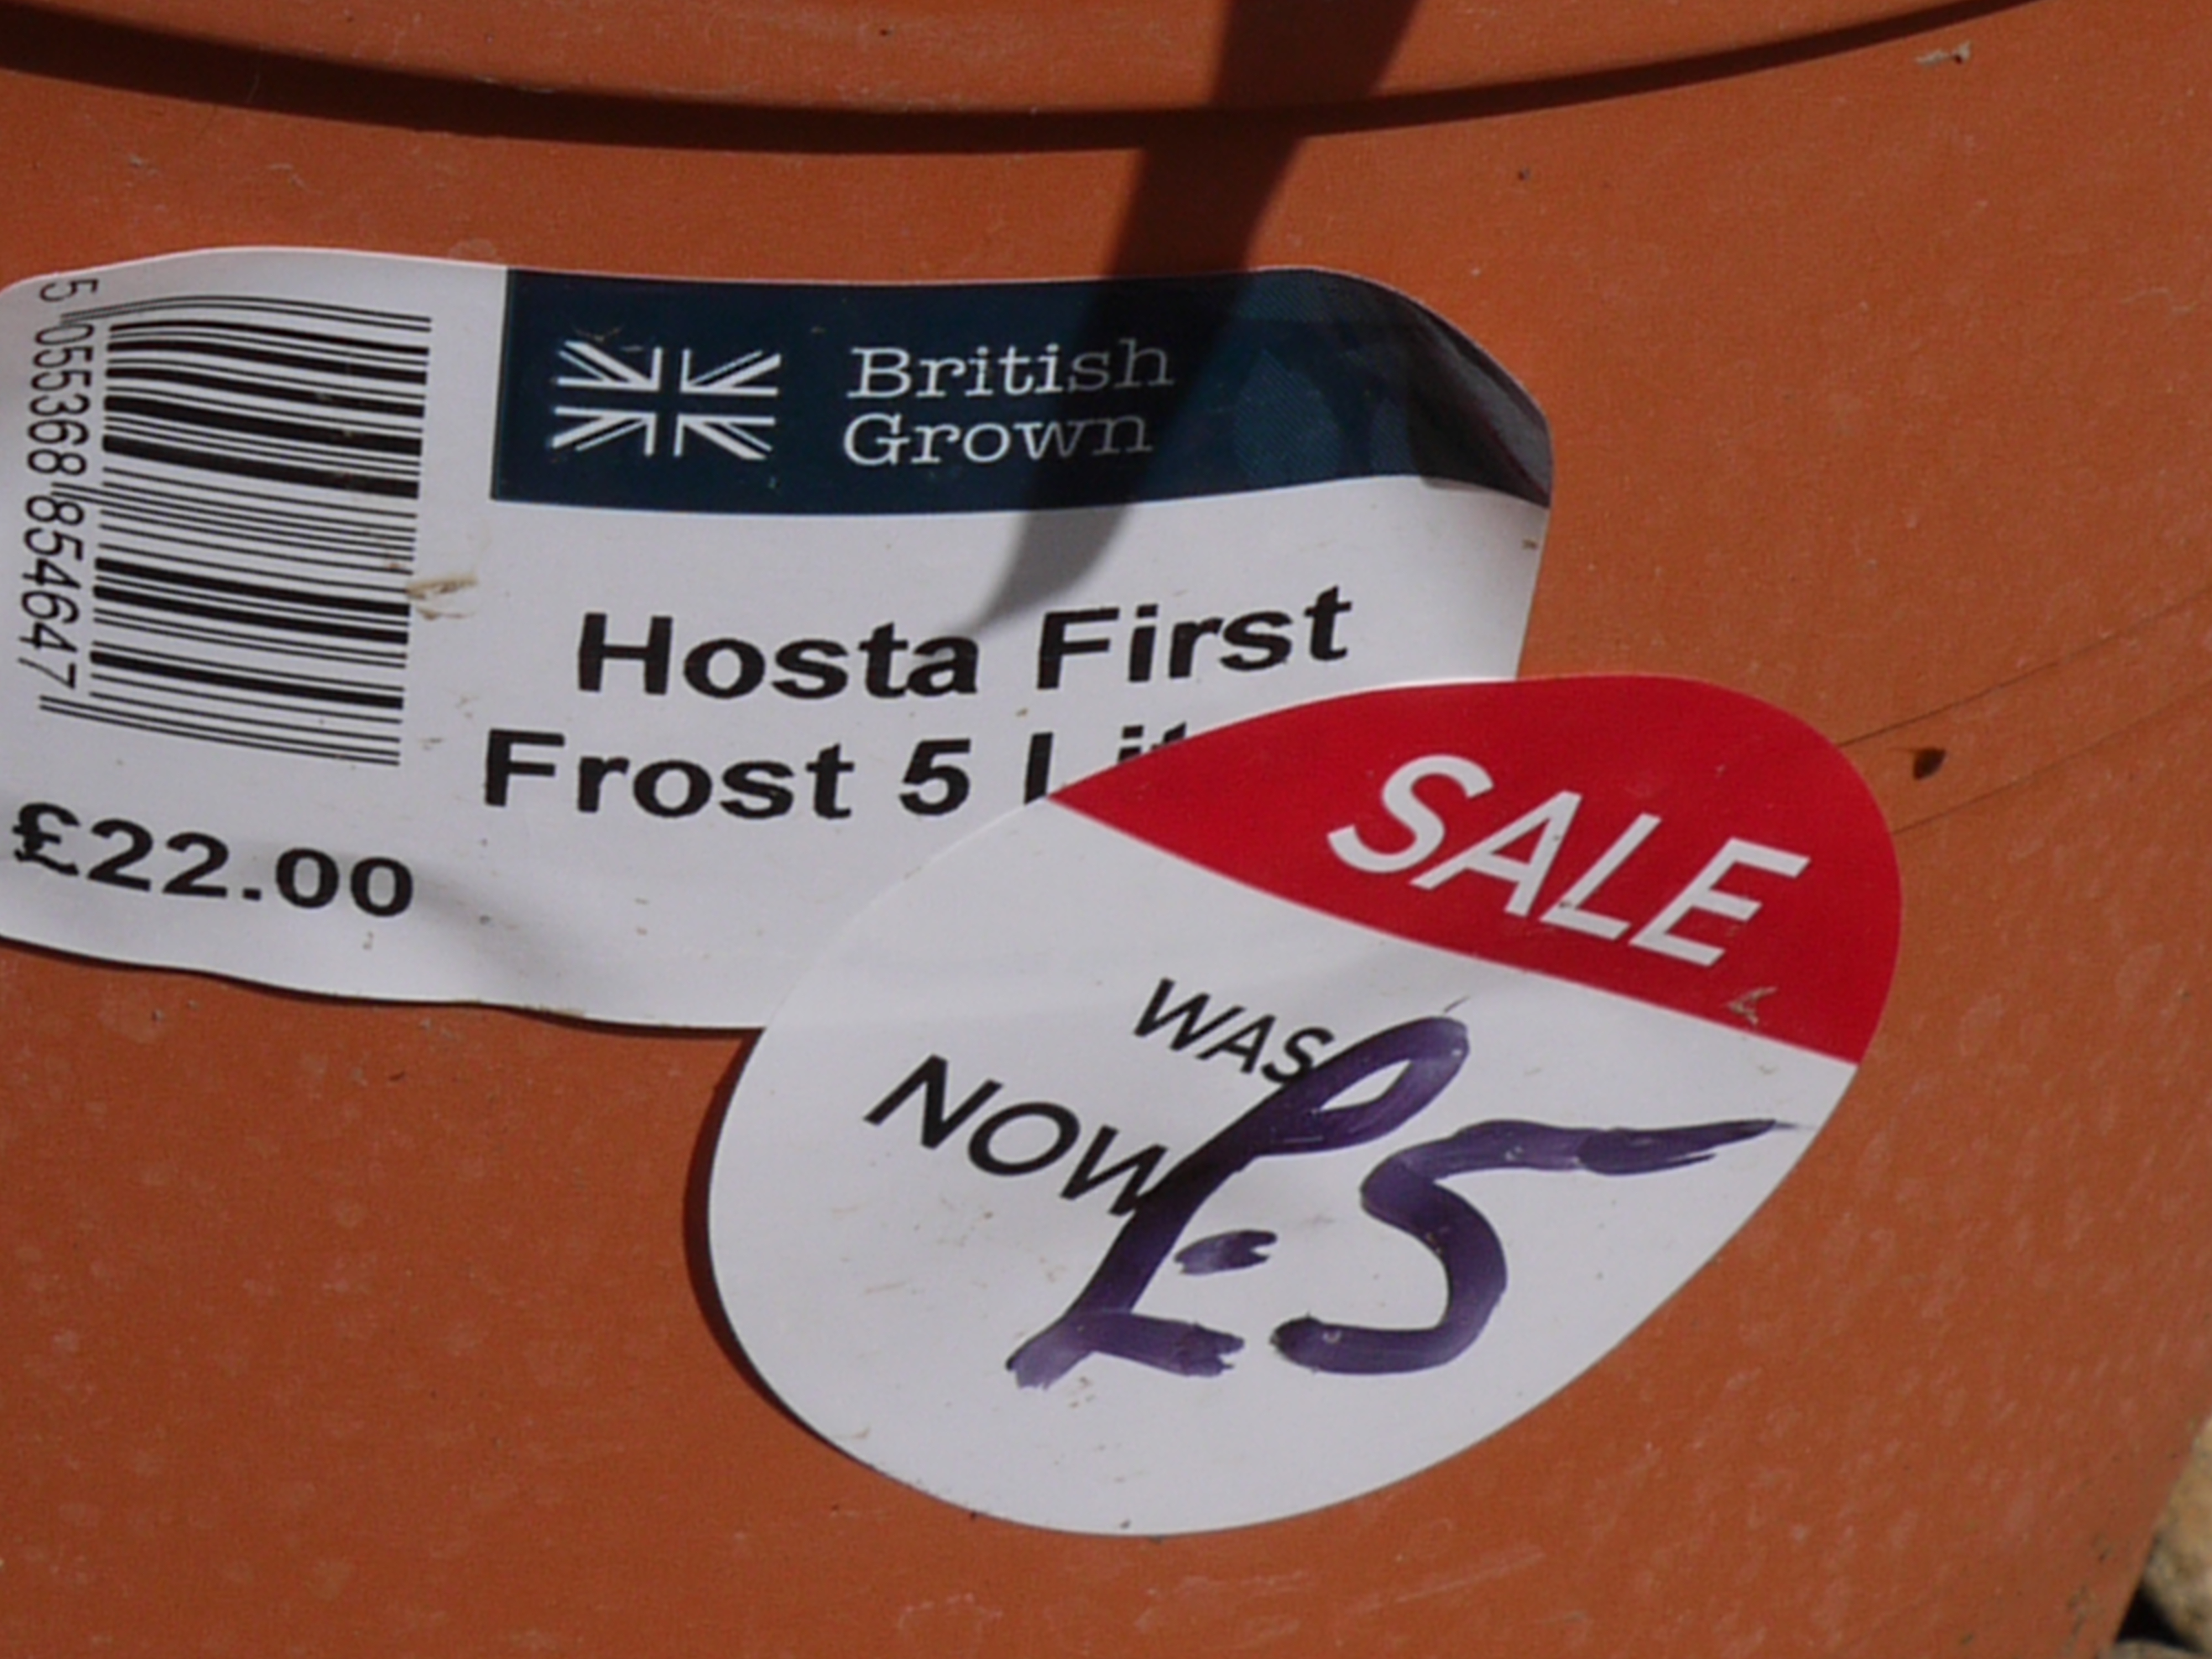 5 055368 854647
British
Grown
Hosta First
Frost 5
£22.00
SALE
WAS
NOW
£5